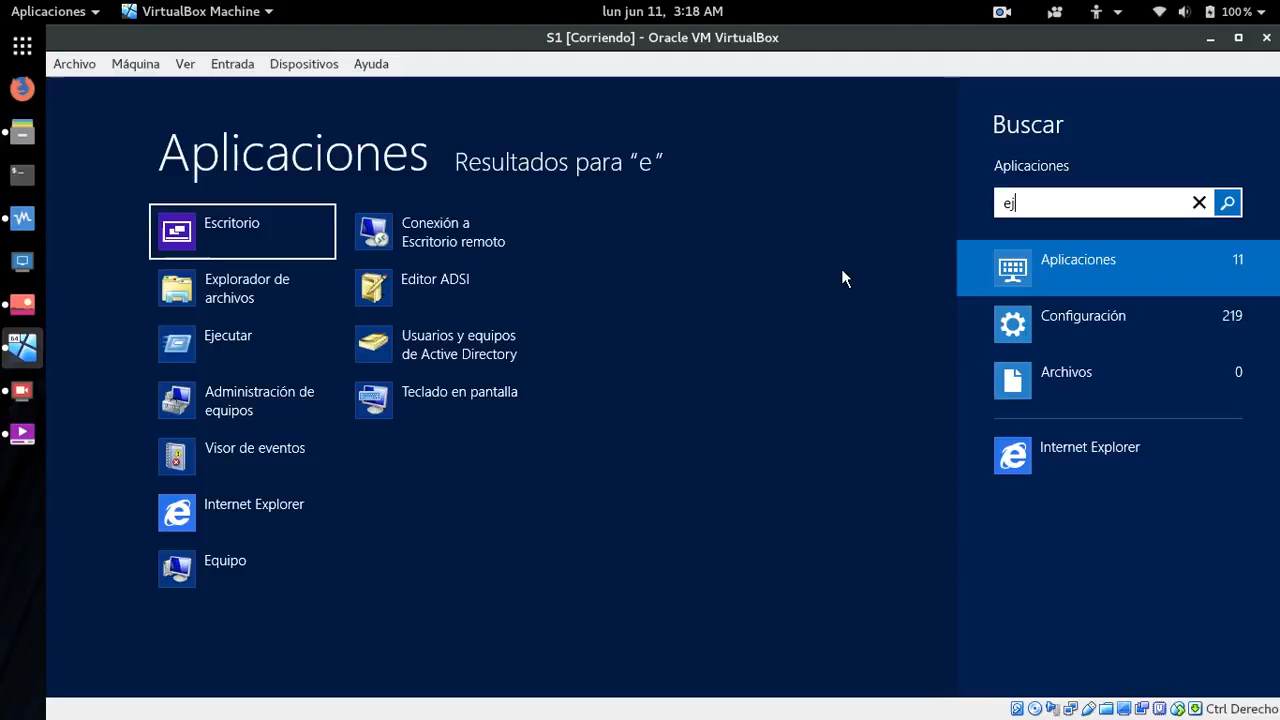 Aplicaciones
VirtualBox Machine
lun jun 11, 3:18 AM
100%
S1 [Corriendo] - Oracle VM VirtualBox
Archivo Máquina Ver Entrada Dispositivos Ayuda
Aplicaciones Resultados para “e”
Escritorio
Explorador de
archivos
Ejecutar
Administración de
equipos
Visor de eventos
Internet Explorer
Equipo
Conexión a
Escritorio remoto
Editor ADSI
Usuarios y equipos
de Active Directory
Teclado en pantalla
Buscar
Aplicaciones
ej
Aplicaciones 11
Configuración 219
Archivos 0
Internet Explorer
Ctrl Derecho